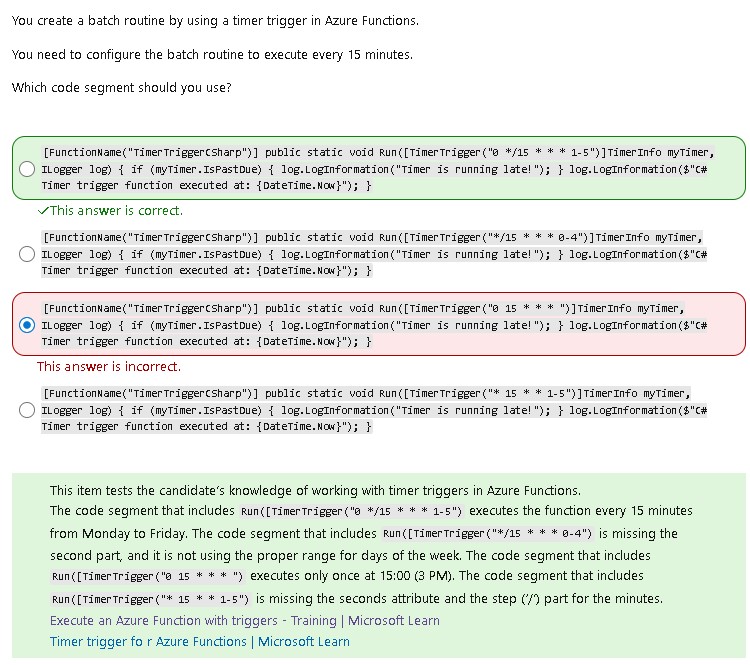 You create a batch routine by using a timer trigger in Azure Functions.
You need to configure the batch routine to execute every 15 minutes.
Which code segment should you use?
[FunctionName("TimerTriggerCSharp")] public static void Run([TimerTrigger("0 */15 * * * 1-5")]TimerInfo myTimer,
ILogger log) { if (myTimer.IsPastDue) { log.LogInformation("Timer is running late!"); } log.LogInformation($"C#
Timer trigger function executed at: {DateTime.Now}"); }
✓This answer is correct.
[FunctionName("TimerTriggerCSharp")] public static void Run([TimerTrigger("*/15 * * * 0-4")]TimerInfo myTimer,
ILogger log) { if (myTimer.IsPastDue) { log.LogInformation("Timer is running late!"); } log.LogInformation($"C#
Timer trigger function executed at: {DateTime.Now}"); }
[FunctionName("TimerTriggerCSharp")] public static void Run([TimerTrigger("0 15 * * * ")]TimerInfo myTimer,
ILogger log) { if (myTimer.IsPastDue) { log.LogInformation("Timer is running late!"); } log.LogInformation($"C#
Timer trigger function executed at: {DateTime.Now}"); }
This answer is incorrect.
[FunctionName("TimerTriggerCSharp")] public static void Run([TimerTrigger("* 15 * * 1-5")]TimerInfo myTimer,
ILogger log) { if (myTimer.IsPastDue) { log.LogInformation("Timer is running late!"); } log.LogInformation($"C#
Timer trigger function executed at: {DateTime.Now}"); }
This item tests the candidate's knowledge of working with timer triggers in Azure Functions.
The code segment that includes Run([TimerTrigger("0 */15 * * * 1-5") executes the function every 15 minutes
from Monday to Friday. The code segment that includes Run([TimerTrigger("*/15 * * * 0-4") is missing the
second part, and it is not using the proper range for days of the week. The code segment that includes
Run([TimerTrigger("0 15 * * * ") executes only once at 15:00 (3 PM). The code segment that includes
Run([TimerTrigger("* 15 * * 1-5") is missing the seconds attribute and the step ('/') part for the minutes.
Execute an Azure Function with triggers - Training | Microsoft Learn
Timer trigger fo r Azure Functions | Microsoft Learn